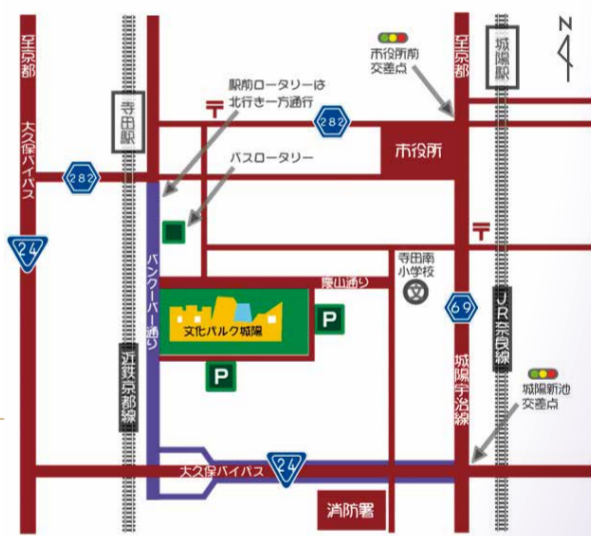 至京都
大久保バイパス
24
282
寺田駅
近鉄京都線
バンクーバー通り
駅前ロータリーは
北行き一方通行
バスロータリー
〒
282
市役所前
交差点
市役所
至京都
城陽駅
N
〒
寺田南
小学校
慶山通り
文化パルク城陽
P
P
69
JR奈良線
城陽宇治線
城陽新池
交差点
大久保バイパス
24
消防署